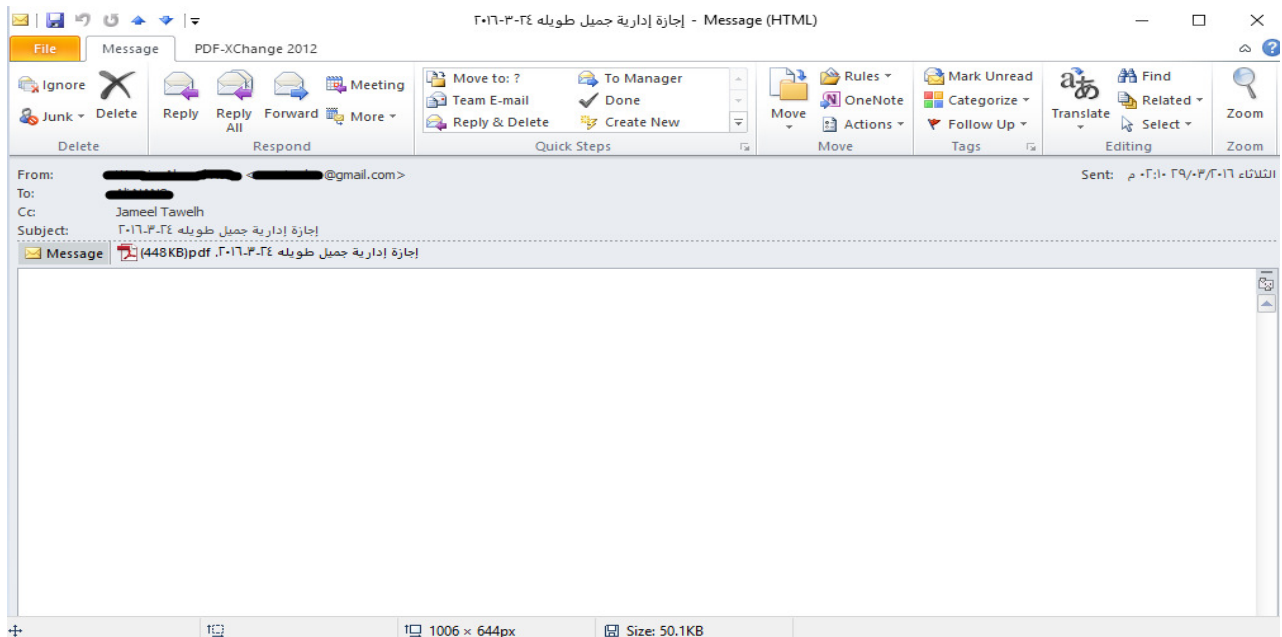 إجازة إدارية جميل طويله ٢٤-٣-٢٠١٦ - Message (HTML)
File Message PDF-XChange 2012
Ignore
Junk
Delete
Reply
Reply All
Forward
Meeting
More
Move to: ?
Team E-mail
Reply & Delete
To Manager
Done
Create New
Move
Rules
OneNote
Actions
Mark Unread
Categorize
Follow Up
Translate
Find
Related
Select
Zoom
Delete Respond Quick Steps Move Tags Editing Zoom
From: @gmail.com>
Sent: الثلاثاء ٢٩/٠٣/٢٠١٦ ٠٢:١٠ م
To:
Cc: Jameel Tawelh
Subject: إجازة إدارية جميل طويله ٢٤-٣-٢٠١٦
Message إجازة إدارية جميل طويله ٢٤-٣-٢٠١٦.pdf(448KB)
1006 × 644px Size: 50.1KB